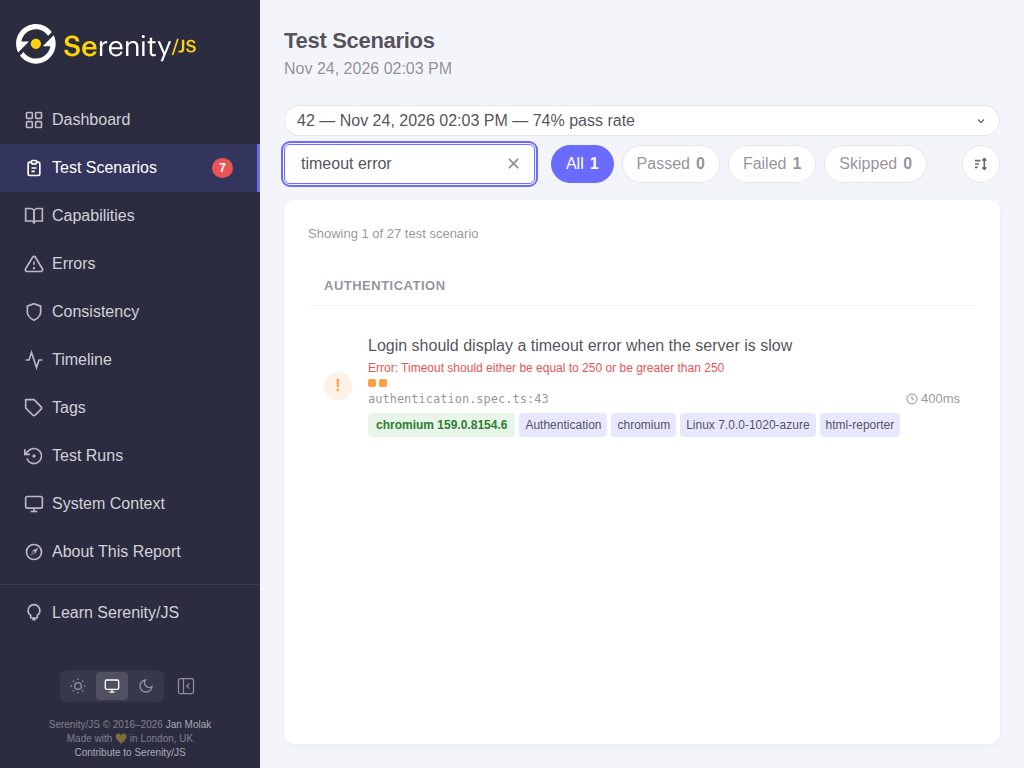 Serenity/JS
Dashboard
Test Scenarios
7
Capabilities
Errors
Consistency
Timeline
Tags
Test Runs
System Context
About This Report
Learn Serenity/JS
Serenity/JS © 2016–2026 Jan Molak
Made with 💛 in London, UK
Contribute to Serenity/JS
Test Scenarios
Nov 24, 2026 02:03 PM
42 — Nov 24, 2026 02:03 PM — 74% pass rate
timeout error
All 1
Passed 0
Failed 1
Skipped 0
Showing 1 of 27 test scenario
AUTHENTICATION
!
Login should display a timeout error when the server is slow
Error: Timeout should either be equal to 250 or be greater than 250
authentication.spec.ts:43
400ms
chromium 159.0.8154.6
Authentication
chromium
Linux 7.0.0-1020-azure
html-reporter